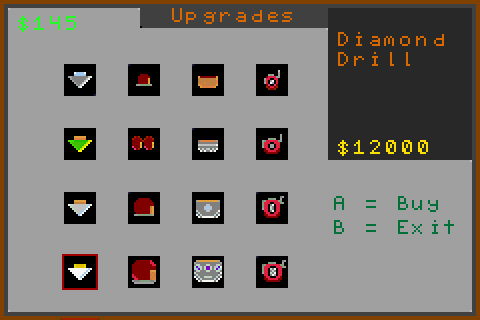 $145
Upgrades
Diamond
Drill
$12000
A = Buy
B = Exit